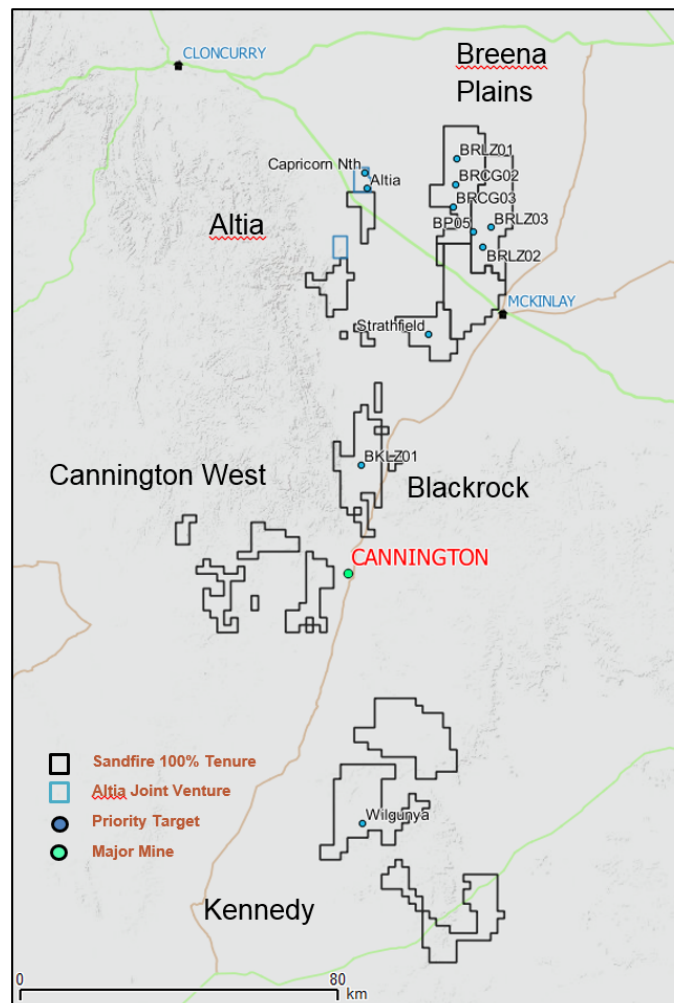 CLONCURRY
Breena
Plains
Capricorn Nth
Altia
BRLZ01
BRCG02
BRCG03
BP05
BRLZ03
BRLZ02
Altia
MCKINLAY
Strathfield
BKLZ01
Cannington West
Blackrock
CANNINGTON
Sandfire 100% Tenure
Altia Joint Venture
Priority Target
Major Mine
Wilgunya
Kennedy
0
80
km